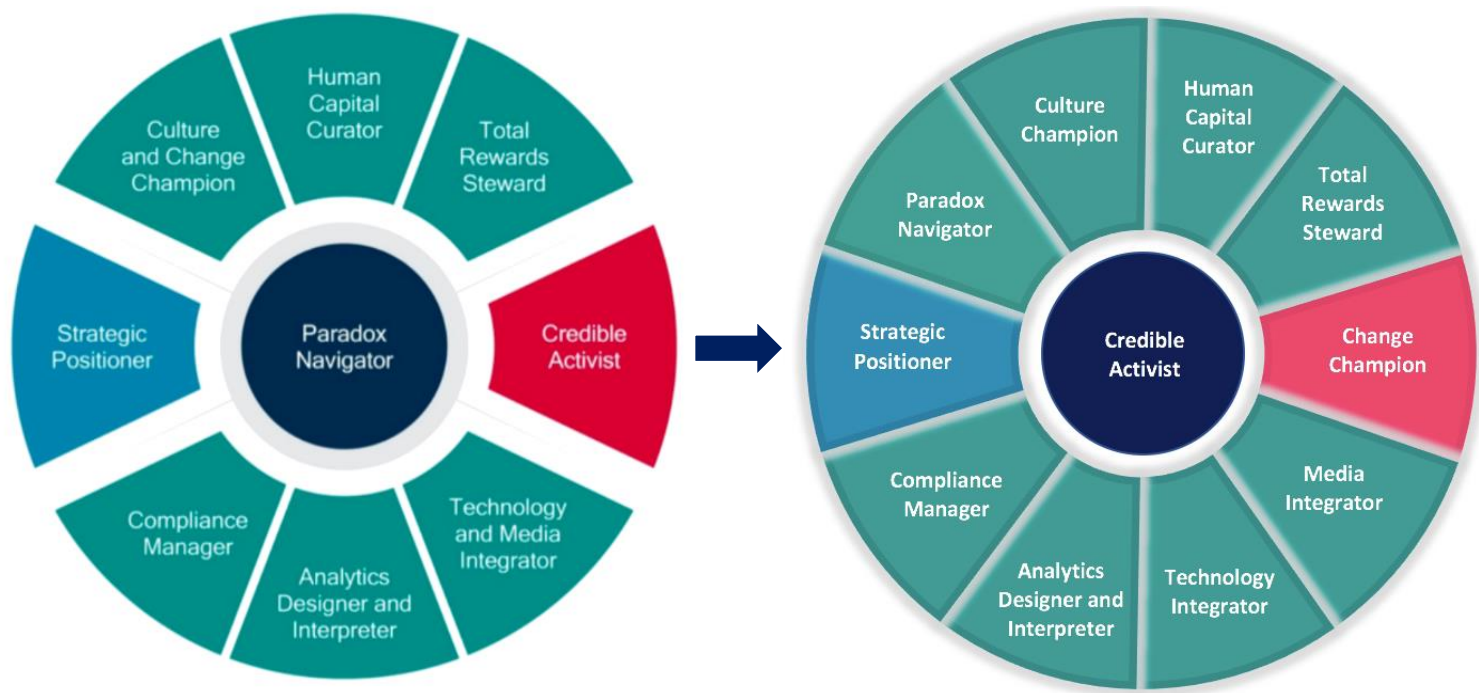 Human
Capital
Curator
Culture
and Change
Champion
Total
Rewards
Steward
Strategic
Positioner
Paradox
Navigator
Credible
Activist
Compliance
Manager
Analytics
Designer and
Interpreter
Technology
and Media
Integrator
Culture
Champion
Human
Capital
Curator
Paradox
Navigator
Total
Rewards
Steward
Strategic
Positioner
Credible
Activist
Change
Champion
Compliance
Manager
Media
Integrator
Analytics
Designer and
Interpreter
Technology
Integrator